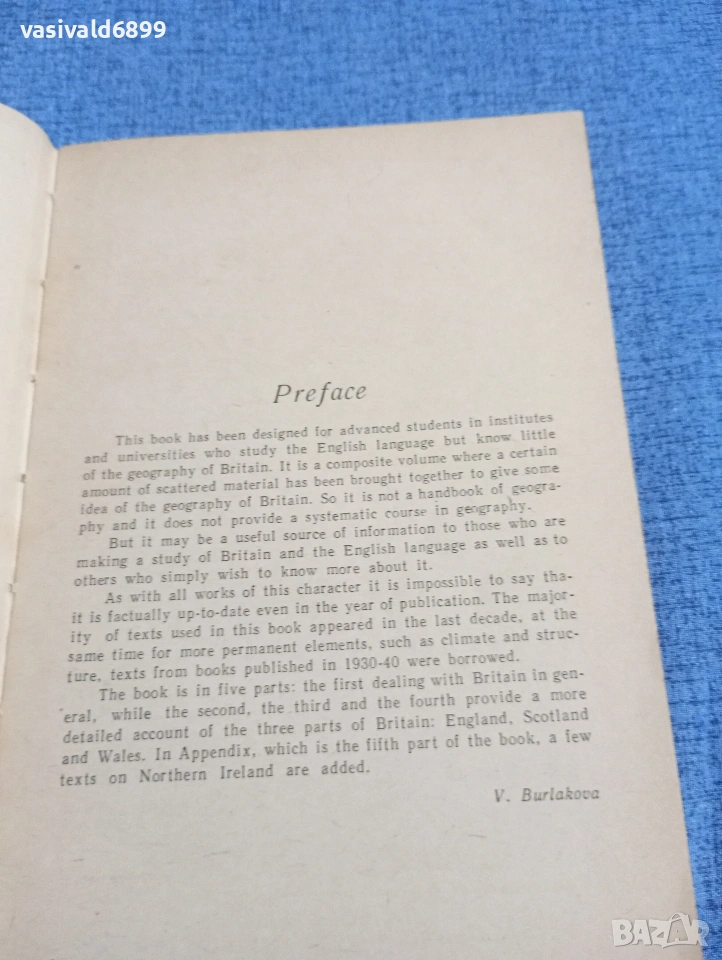 vasivald6899
Preface
This book has been designed for advanced students in institutes
and universities who study the English language but know little
of the geography of Britain. It is a composite volume where a certain
amount of scattered material has been brought together to give some
idea of the geography of Britain. So it is not a handbook of geogra-
phy and it does not provide a systematic course in geography.
But it may be a useful source of information to those who are
making a study of Britain and the English language as well as to
others who simply wish to know more about it.
As with all works of this character it is impossible to say tha-
it is factually up-to-date even in the year of publication. The major-
ity of texts used in this book appeared in the last decade, at the
same time for more permanent elements, such as climate and struc-
ture, texts from books published in 1930-40 were borrowed.
The book is in five parts: the first dealing with Britain in gen-
eral, while the second, the third and the fourth provide a more
detailed account of the three parts of Britain: England, Scotland
and Wales. In Appendix, which is the fifth part of the book, a few
texts on Northern Ireland are added.
V. Burlakova
BAZAR